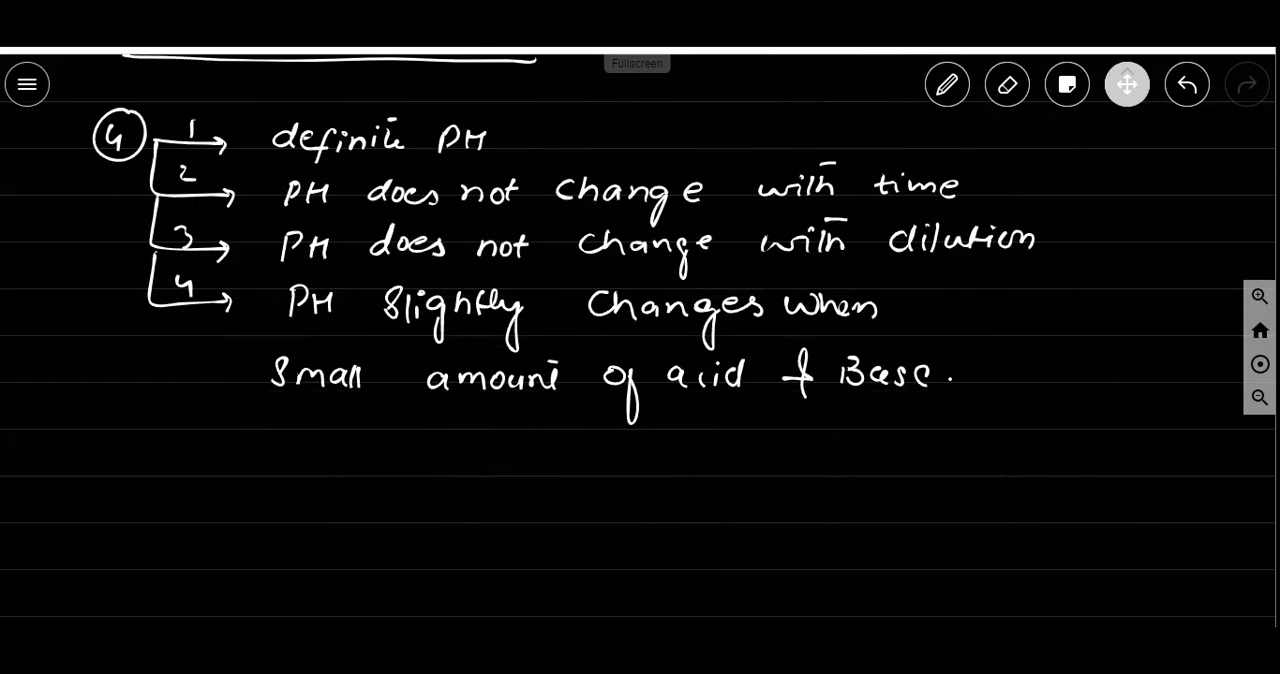 Fullscreen
4 1 definite PH
2 PH does not change with time
3 PH does not change with dilution
4 PH slightly changes when
small amount of acid & Base.